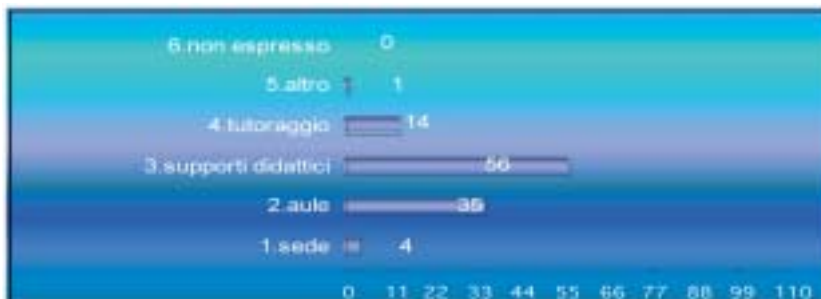 6.non espresso 0
5.altro 1
4.tutoraggio 14
3.supporti didattici 56
2.aule 35
1.sede 4
0 11 22 33 44 55 66 77 88 99 110